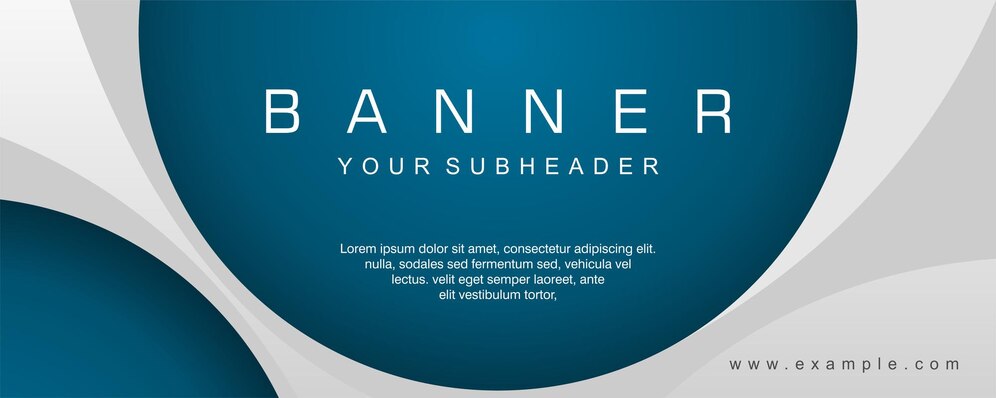 BANNER
YOUR SUBHEADER
Lorem ipsum dolor sit amet, consectetur adipiscing elit.
nulla, sodales sed fermentum sed, vehicula vel
lectus. velit eget semper laoreet, ante
elit vestibulum tortor,
www.example.com